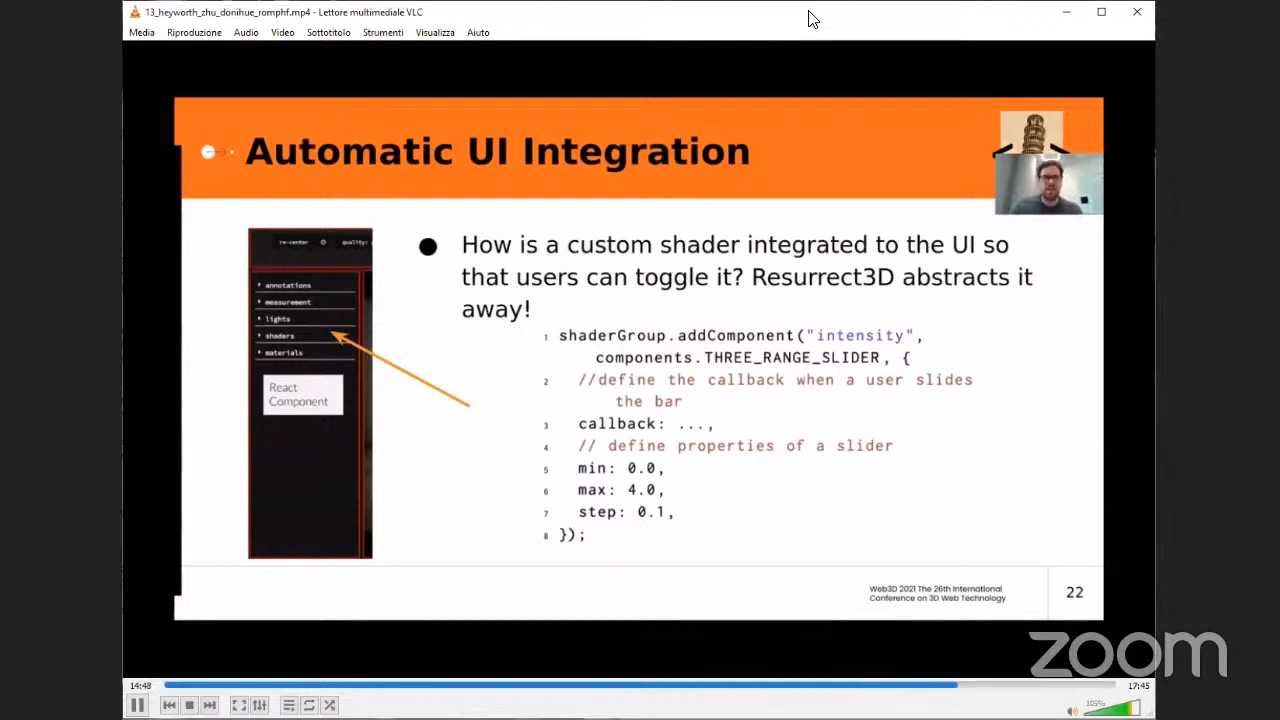 13_heyworth_zhu_donihue_romphf.mp4 - Lettore multimediale VLC
Media Riproduzione Audio Video Sottotitolo Strumenti Visualizza Aiuto
Automatic UI Integration
re-center quality:
annotations
measurement
lights
shaders
materials
React
Component
● How is a custom shader integrated to the UI so
that users can toggle it? Resurrect3D abstracts it
away!
1 shaderGroup.addComponent("intensity",
components.THREE_RANGE_SLIDER, {
2 //define the callback when a user slides
the bar
3 callback: ...,
4 // define properties of a slider
5 min: 0.0,
6 max: 4.0,
7 step: 0.1,
8 });
Web3D 2021 The 26th International
Conference on 3D Web Technology
22
zoom
14:48 17:45
105%